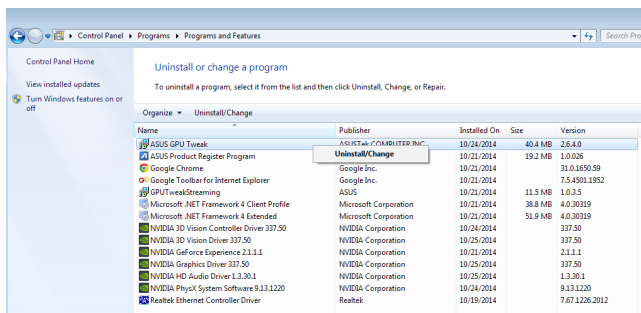 Control Panel ▸ Programs ▸ Programs and Features
Search Pro
Control Panel Home
View installed updates
Turn Windows features on or
off
Uninstall or change a program
To uninstall a program, select it from the list and then click Uninstall, Change, or Repair.
Organize Uninstall/Change
Name Publisher Installed On Size Version
ASUS GPU Tweak ASUSTek COMPUTER INC. 10/24/2014 40.4 MB 2.6.4.0
Uninstall/Change
ASUS Product Register Program 10/21/2014 19.2 MB 1.0.026
Google Chrome Google Inc. 10/21/2014 31.0.1650.59
Google Toolbar for Internet Explorer Google Inc. 10/21/2014 7.5.4501.1952
GPUTweakStreaming ASUS 10/21/2014 11.5 MB 1.0.3.5
Microsoft .NET Framework 4 Client Profile Microsoft Corporation 10/21/2014 38.8 MB 4.0.30319
Microsoft .NET Framework 4 Extended Microsoft Corporation 10/21/2014 51.9 MB 4.0.30319
NVIDIA 3D Vision Controller Driver 337.50 NVIDIA Corporation 10/24/2014 337.50
NVIDIA 3D Vision Driver 337.50 NVIDIA Corporation 10/25/2014 337.50
NVIDIA GeForce Experience 2.1.1.1 NVIDIA Corporation 10/21/2014 2.1.1.1
NVIDIA Graphics Driver 337.50 NVIDIA Corporation 10/25/2014 337.50
NVIDIA HD Audio Driver 1.3.30.1 NVIDIA Corporation 10/25/2014 1.3.30.1
NVIDIA PhysX System Software 9.13.1220 NVIDIA Corporation 10/24/2014 9.13.1220
Realtek Ethernet Controller Driver Realtek 10/19/2014 7.67.1226.2012